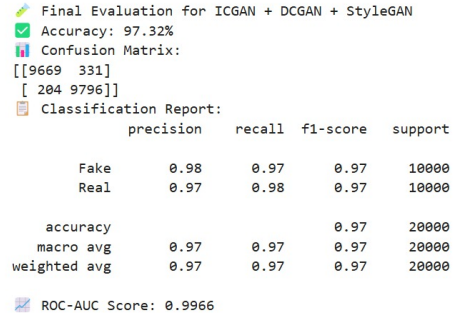 🧪 Final Evaluation for ICGAN + DCGAN + StyleGAN
✅ Accuracy: 97.32%
📊 Confusion Matrix:
[[9669  331]
 [ 204 9796]]
📋 Classification Report:
              precision    recall  f1-score   support

        Fake       0.98      0.97      0.97     10000
        Real       0.97      0.98      0.97     10000

    accuracy                           0.97     20000
   macro avg       0.97      0.97      0.97     20000
weighted avg       0.97      0.97      0.97     20000

📈 ROC-AUC Score: 0.9966